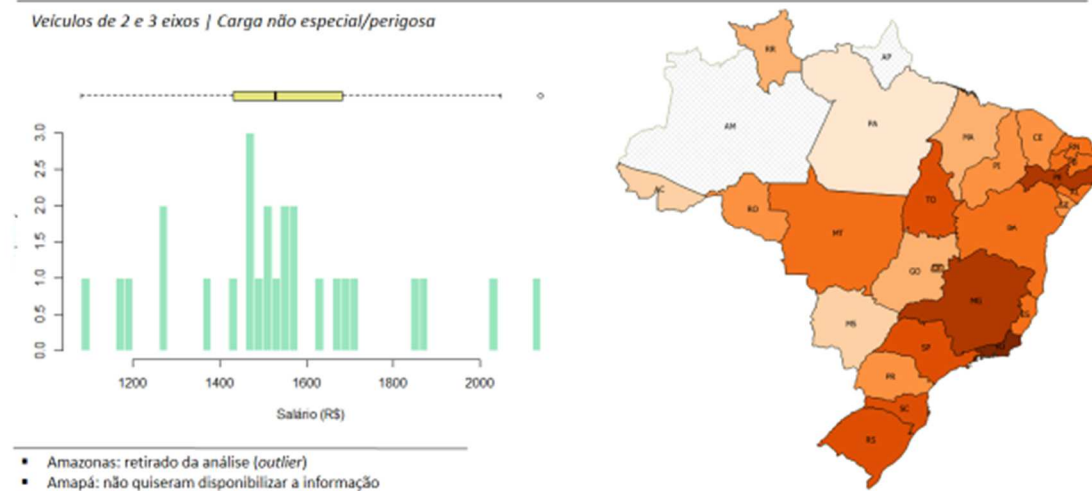 Veículos de 2 e 3 eixos | Carga não especial/perigosa
3.0
2.5
2.0
1.5
1.0
0.5
0.0
1200 1400 1600 1800 2000
Salário (R$)
Amazonas: retirado da análise (outlier)
Amapá: não quiseram disponibilizar a informação
RR
AP
AM
PA
MA
CE
RN
PI
PE
AC
TO
RO
BA
MT
GO
MG
ES
MS
SP
PR
SC
RS